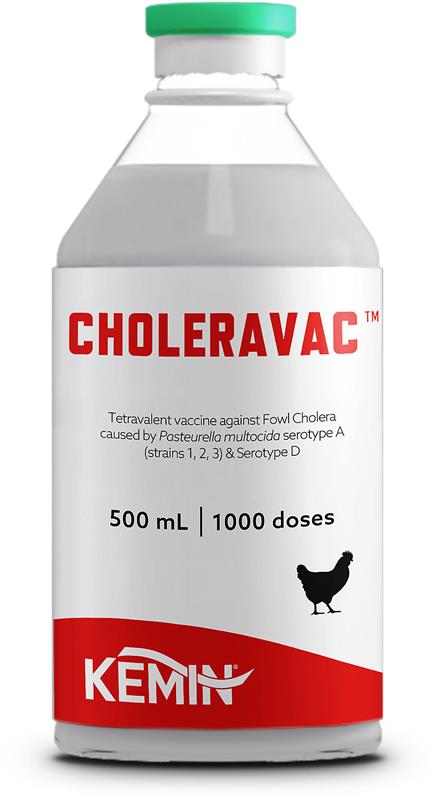 CHOLERAVAC™
Tetravalent vaccine against Fowl Cholera
caused by Pasteurella multocida serotype A
(strains 1, 2, 3) & Serotype D
500 mL | 1000 doses
KEMIN®